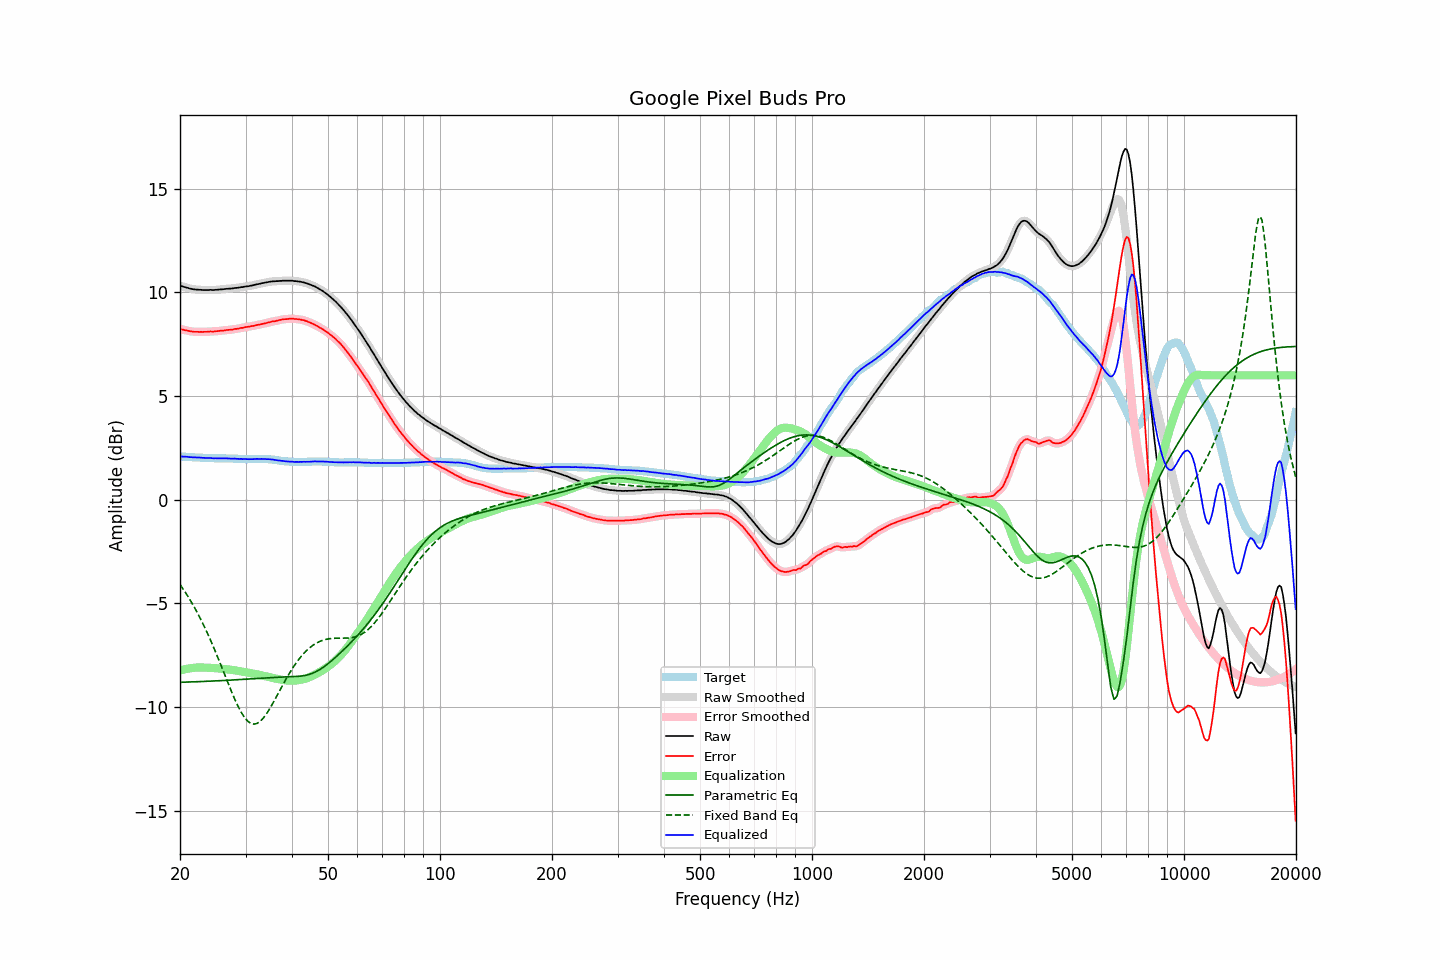 Google Pixel Buds Pro
Amplitude (dBr)
15
10
5
0
−5
−10
−15
Target
Raw Smoothed
Error Smoothed
Raw
Error
Equalization
Parametric Eq
Fixed Band Eq
Equalized
20 50 100 200 500 1000 2000 5000 10000 20000
Frequency (Hz)